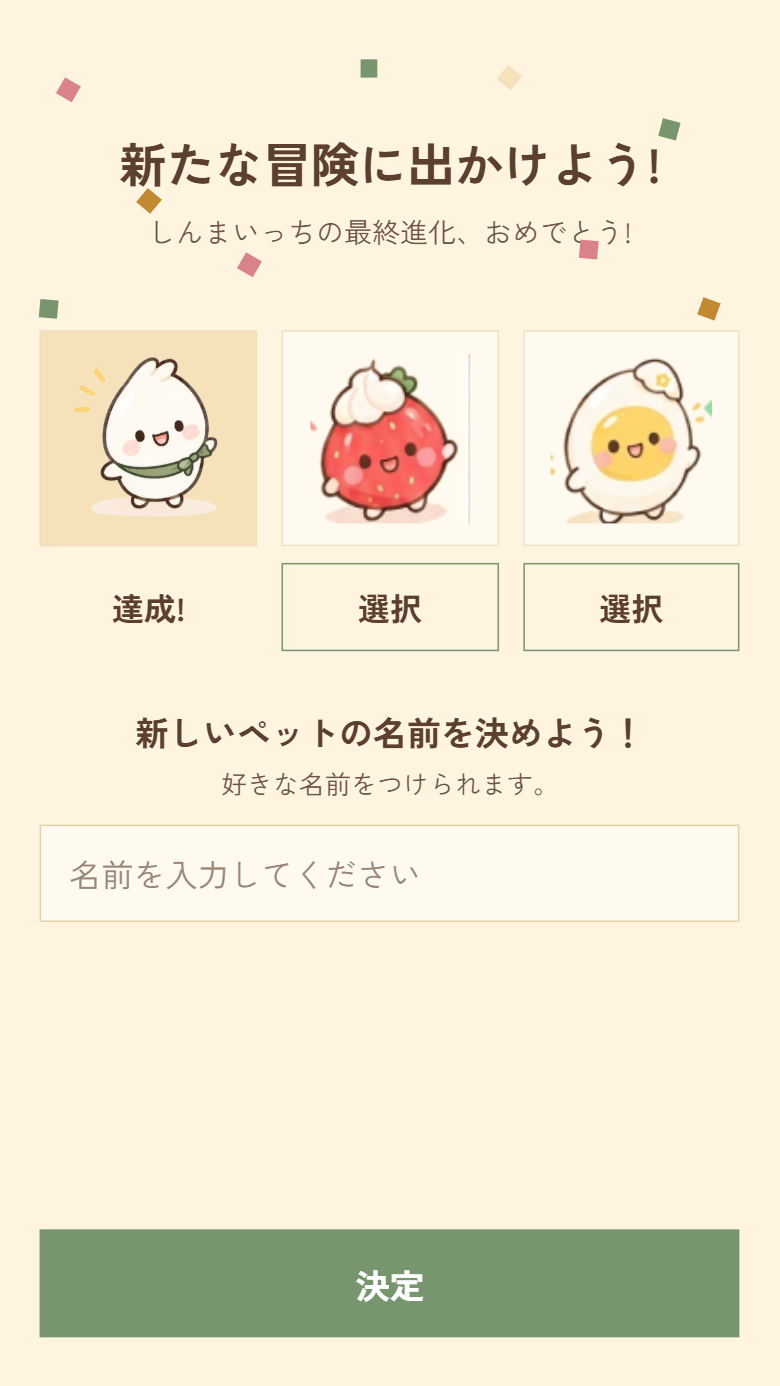 新たな冒険に出かけよう!
しんまいっちの最終進化、おめでとう!
達成!
選択
選択
新しいペットの名前を決めよう！
好きな名前をつけられます。
名前を入力してください
決定